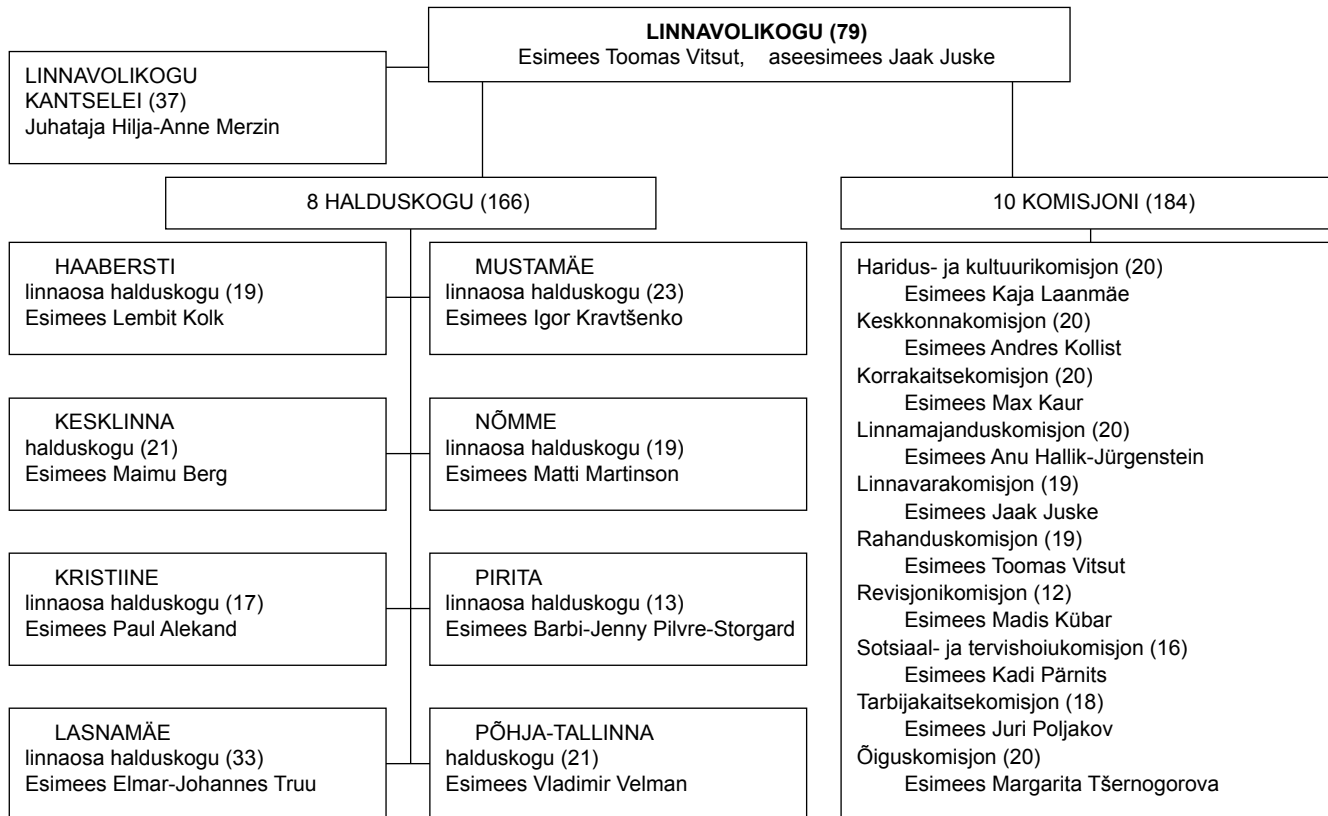 LINNAVOLIKOGU (79)
Esimees Toomas Vitsut, aseesimees Jaak Juske
LINNAVOLIKOGU
KANTSELEI (37)
Juhataja Hilja-Anne Merzin
8 HALDUSKOGU (166)
10 KOMISJONI (184)
HAABERSTI
linnaosa halduskogu (19)
Esimees Lembit Kolk
MUSTAMÄE
linnaosa halduskogu (23)
Esimees Igor Kravtšenko
KESKLINNA
halduskogu (21)
Esimees Maimu Berg
NÕMME
linnaosa halduskogu (19)
Esimees Matti Martinson
KRISTIINE
linnaosa halduskogu (17)
Esimees Paul Alekand
PIRITA
linnaosa halduskogu (13)
Esimees Barbi-Jenny Pilvre-Storgard
LASNAMÄE
linnaosa halduskogu (33)
Esimees Elmar-Johannes Truu
PÕHJA-TALLINNA
halduskogu (21)
Esimees Vladimir Velman
Haridus- ja kultuurikomisjon (20)
Esimees Kaja Laanmäe
Keskkonnakomisjon (20)
Esimees Andres Kollist
Korrakaitsekomisjon (20)
Esimees Max Kaur
Linnamajanduskomisjon (20)
Esimees Anu Hallik-Jürgenstein
Linnavarakomisjon (19)
Esimees Jaak Juske
Rahanduskomisjon (19)
Esimees Toomas Vitsut
Revisjonikomisjon (12)
Esimees Madis Kübar
Sotsiaal- ja tervishoiukomisjon (16)
Esimees Kadi Pärnits
Tarbijakaitsekomisjon (18)
Esimees Juri Poljakov
Õiguskomisjon (20)
Esimees Margarita Tšernogorova